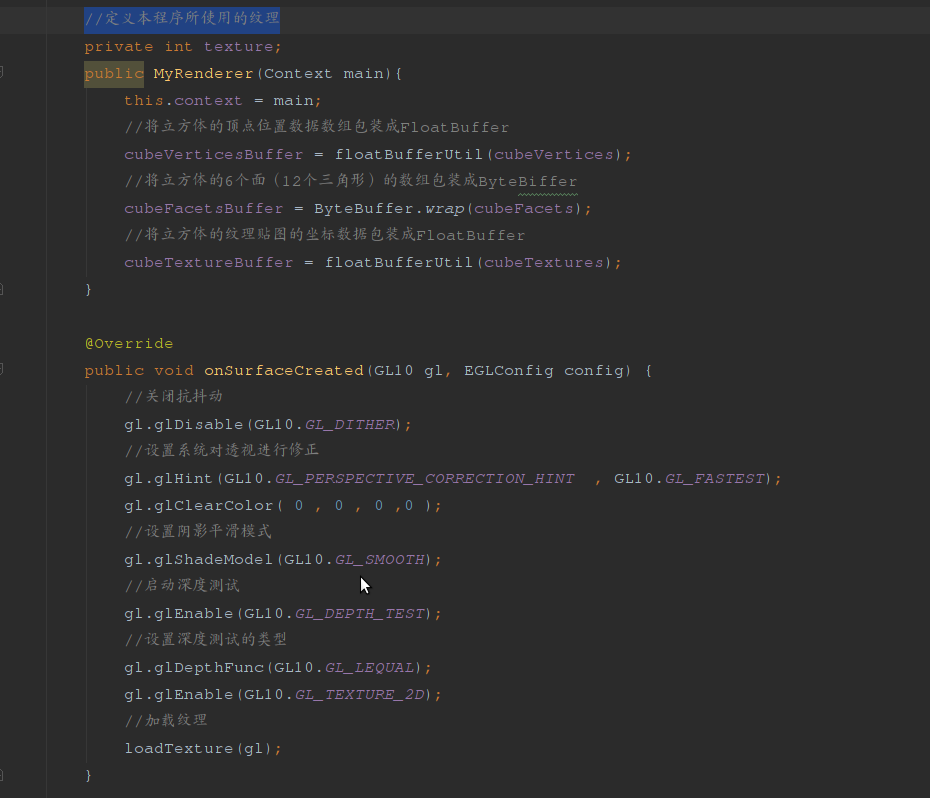 //定义本程序所使用的纹理
private int texture;
public MyRenderer(Context main){
this.context = main;
//将立方体的顶点位置数据数组包装成FloatBuffer
cubeVerticesBuffer = floatBufferUtil(cubeVertices);
//将立方体的6个面（12个三角形）的数组包装成ByteBiffer
cubeFacetsBuffer = ByteBuffer.wrap(cubeFacets);
//将立方体的纹理贴图的坐标数据包装成FloatBuffer
cubeTextureBuffer = floatBufferUtil(cubeTextures);
}
@Override
public void onSurfaceCreated(GL10 gl, EGLConfig config) {
//关闭抗抖动
gl.glDisable(GL10.GL_DITHER);
//设置系统对透视进行修正
gl.glHint(GL10.GL_PERSPECTIVE_CORRECTION_HINT  , GL10.GL_FASTEST);
gl.glClearColor( 0 , 0 , 0 ,0 );
//设置阴影平滑模式
gl.glShadeModel(GL10.GL_SMOOTH);
//启动深度测试
gl.glEnable(GL10.GL_DEPTH_TEST);
//设置深度测试的类型
gl.glDepthFunc(GL10.GL_LEQUAL);
gl.glEnable(GL10.GL_TEXTURE_2D);
//加载纹理
loadTexture(gl);
}